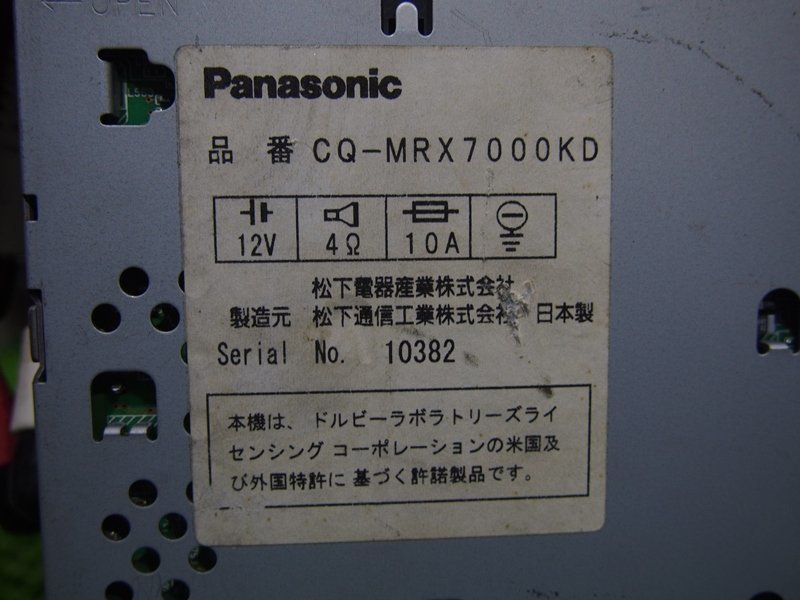 ←OPEN
Panasonic
品 番 CQ-MRX7000KD
12V 4Ω 10A
松下電器産業株式会社
製造元 松下通信工業株式会社 日本製
Serial No. 10382
本機は、ドルビーラボラトリーズライ
センシング コーポレーションの米国及
び外国特許に 基づく許諾製品です。